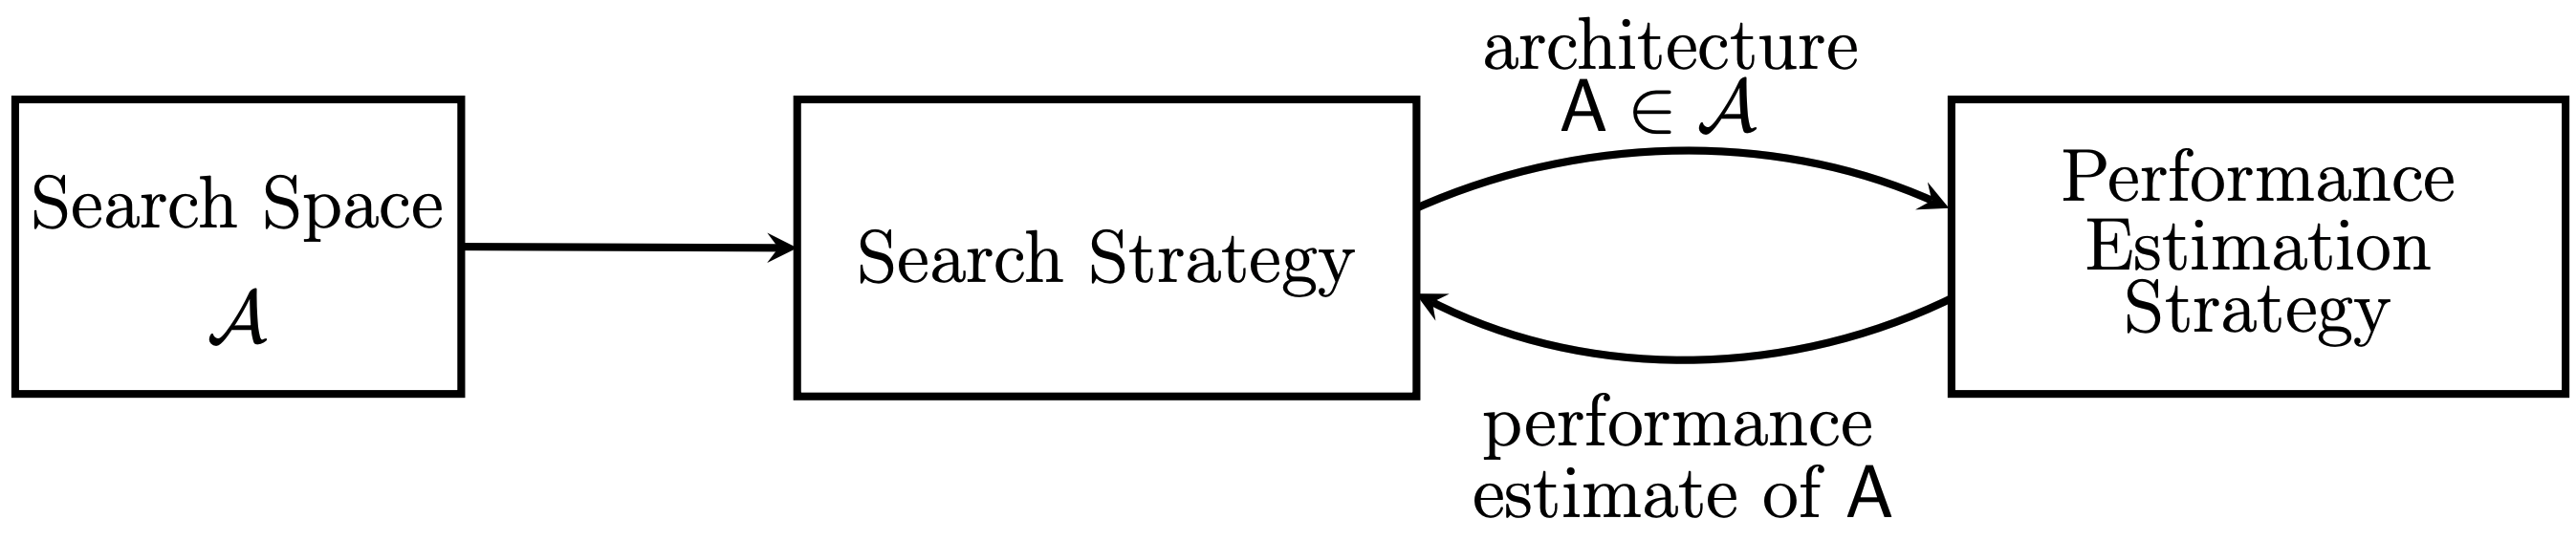 Search Space
𝒜
Search Strategy
architecture
A ∈ 𝒜
performance
estimate of A
Performance
Estimation
Strategy